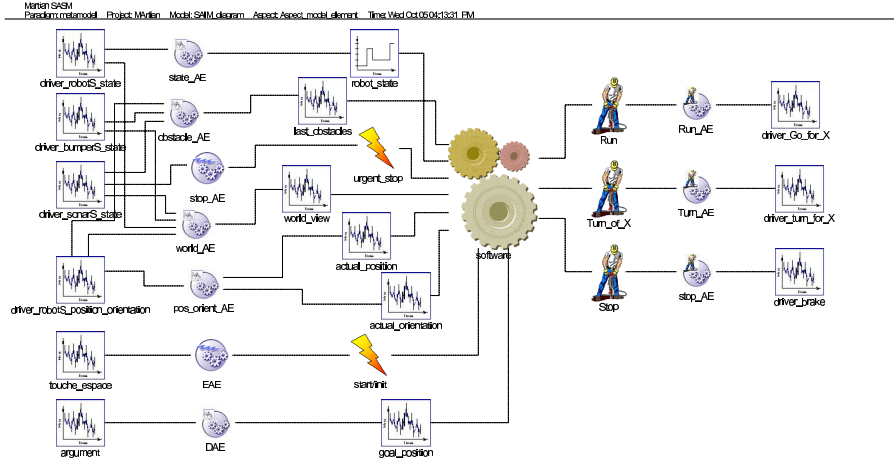 Martian SASM
Paradigm: metamodel1 Project: MArtian Model: SAIM_diagram Aspect: Aspect_model_element Time: Wed Oct 05 04:13:31 PM
driver_robotS_state
state_AE
robot_state
driver_bumperS_state
obstacle_AE
last_obstacles
Run
Run_AE
driver_Go_for_X
urgent_stop
driver_sonarS_state
stop_AE
world_view
Turn_of_X
Turn_AE
driver_turn_for_X
world_AE
software
actual_position
driver_robotS_position_orientation
pos_orient_AE
Stop
stop_AE
driver_brake
actual_orientation
touche_espace
EAE
start/init
argument
DAE
goal_position